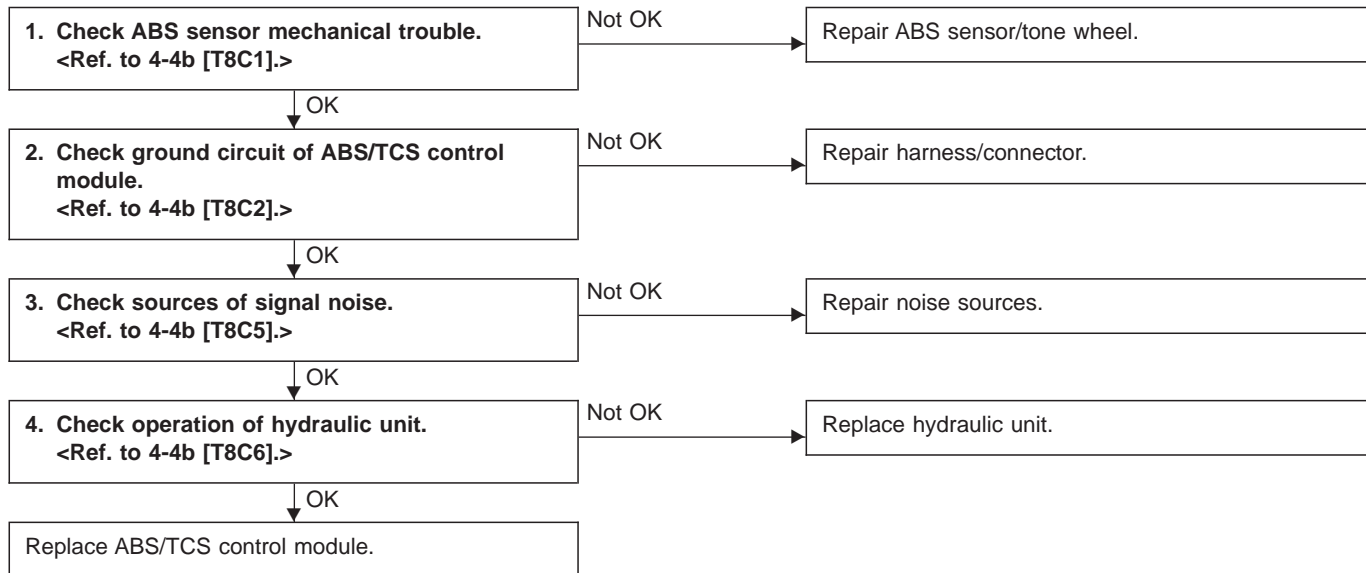 1. Check ABS sensor mechanical trouble.
<Ref. to 4-4b [T8C1].>
Not OK
Repair ABS sensor/tone wheel.
OK
2. Check ground circuit of ABS/TCS control
module.
<Ref. to 4-4b [T8C2].>
Not OK
Repair harness/connector.
OK
3. Check sources of signal noise.
<Ref. to 4-4b [T8C5].>
Not OK
Repair noise sources.
OK
4. Check operation of hydraulic unit.
<Ref. to 4-4b [T8C6].>
Not OK
Replace hydraulic unit.
OK
Replace ABS/TCS control module.